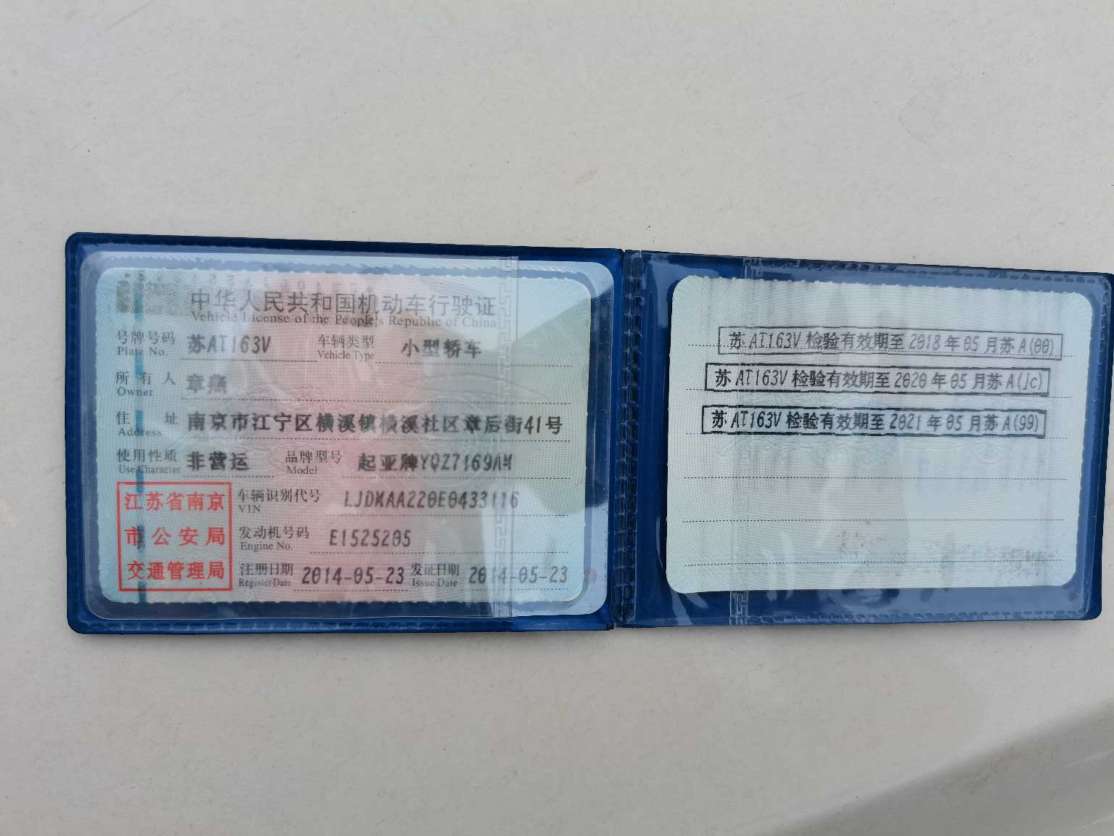 中华人民共和国机动车行驶证
Vehicle License of the People's Republic of China
号牌号码 苏AT163V 车辆类型 小型轿车
Plate No. Vehicle Type
所有人 章燕
Owner
住址 南京市江宁区横溪镇横溪社区章后街41号
Address
使用性质 非营运 品牌型号 起亚牌YQZ7169AM
Use Character Model
江苏省南京
市公安局
交通管理局
车辆识别代号 LJDKAA220E0433116
VIN
发动机号码 E1525205
Engine No.
注册日期 2014-05-23 发证日期 2014-05-23
Register Date Issue Date
苏AT163V检验有效期至2018年05月苏A(00)
苏AT163V检验有效期至2020年05月苏A(Jc)
苏AT163V检验有效期至2021年05月苏A(99)